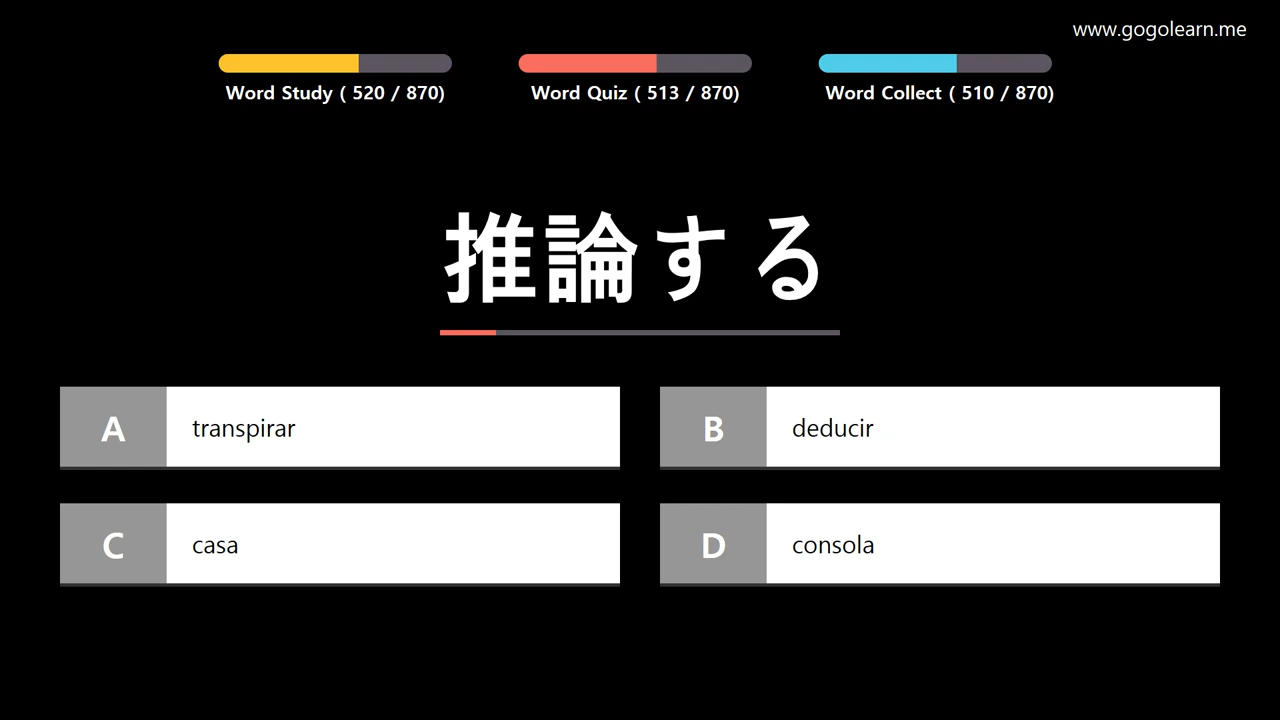 www.gogolearn.me
Word Study ( 520 / 870)
Word Quiz ( 513 / 870)
Word Collect ( 510 / 870)
推論する
A transpirar
B deducir
C casa
D consola